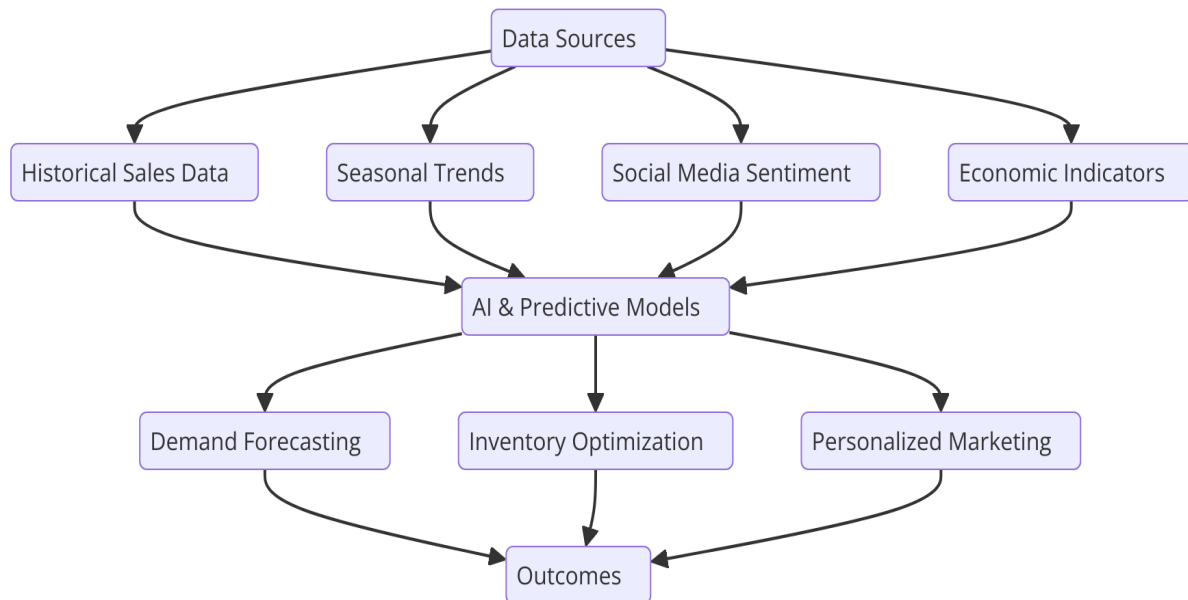 Data Sources
Historical Sales Data
Seasonal Trends
Social Media Sentiment
Economic Indicators
AI & Predictive Models
Demand Forecasting
Inventory Optimization
Personalized Marketing
Outcomes